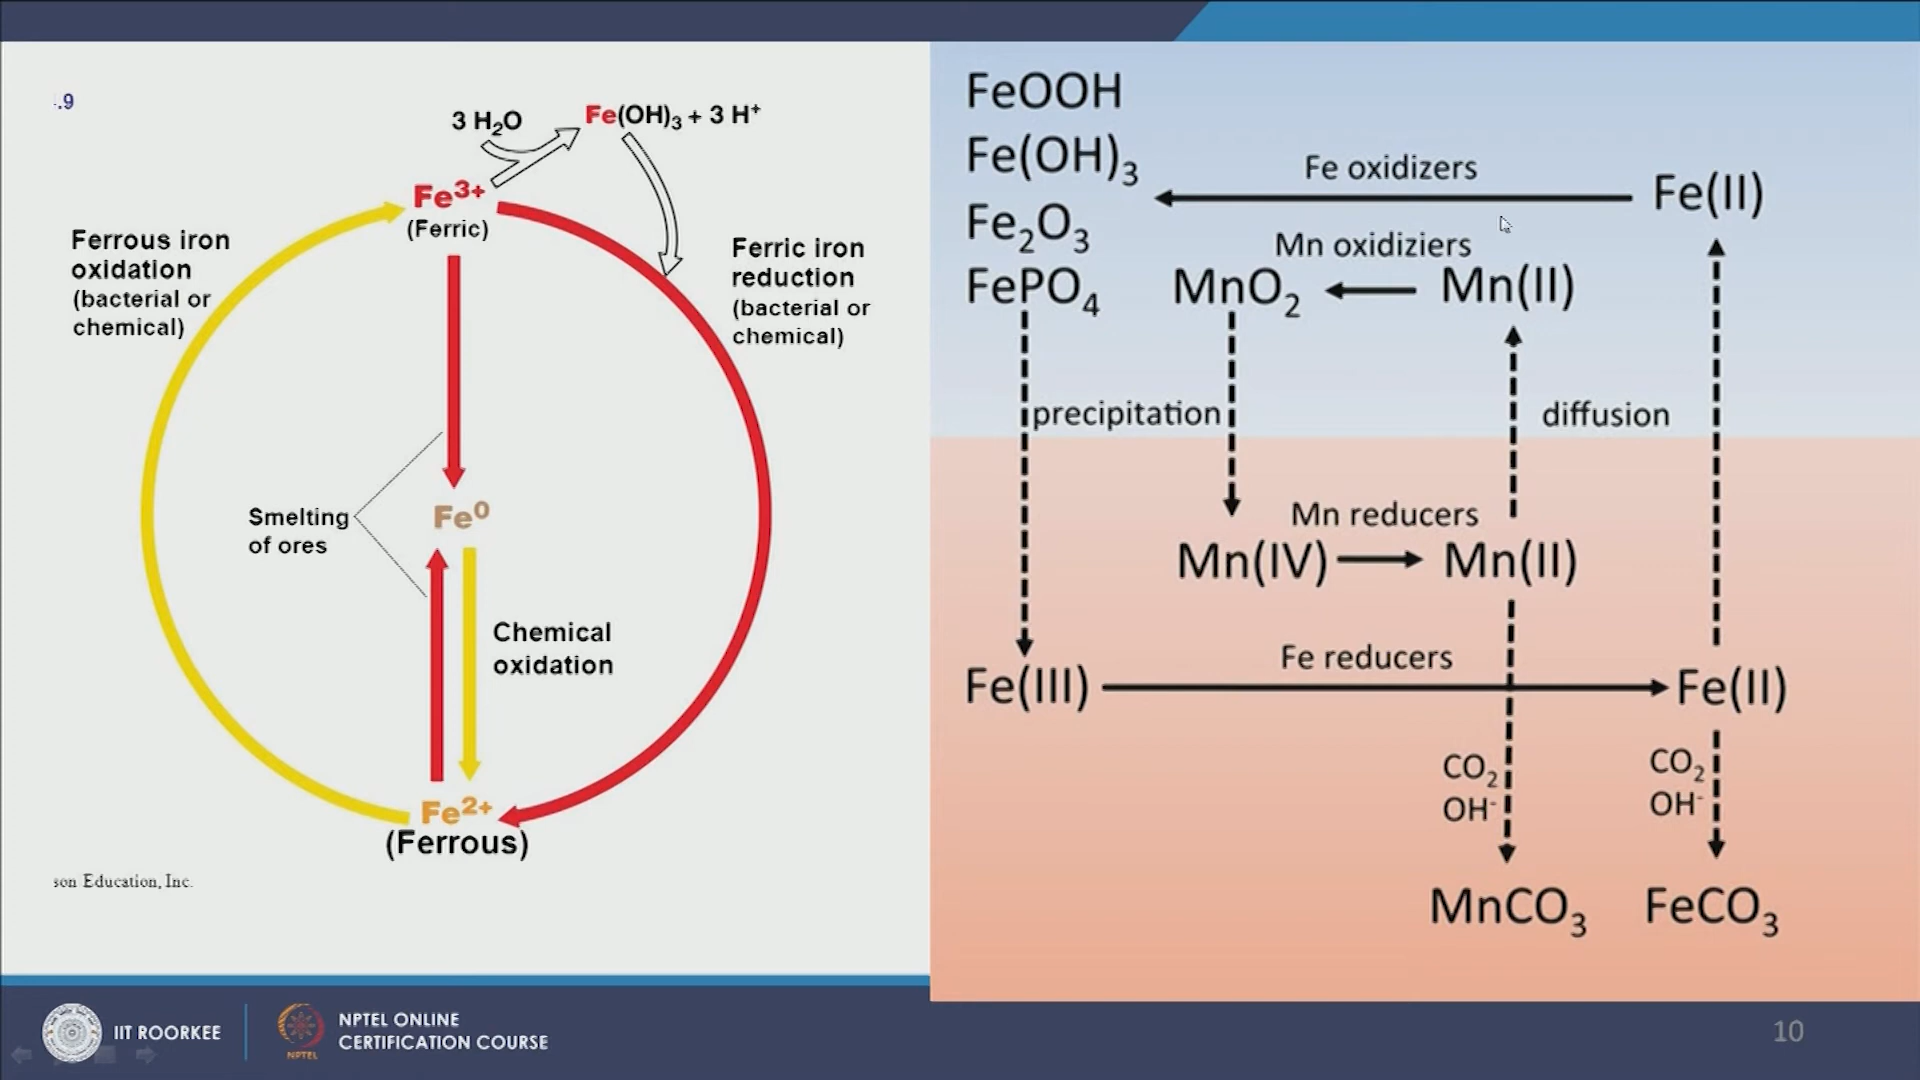 .9
3 H₂O
Fe(OH)₃ + 3 H⁺
Fe³⁺
(Ferric)
Ferrous iron
oxidation
(bacterial or
chemical)
Ferric iron
reduction
(bacterial or
chemical)
Smelting
of ores
Fe⁰
Chemical
oxidation
Fe²⁺
(Ferrous)
son Education, Inc.
FeOOH
Fe(OH)₃
Fe₂O₃
FePO₄
Fe oxidizers
Fe(II)
Mn oxidiziers
MnO₂
Mn(II)
precipitation
diffusion
Mn reducers
Mn(IV)
Mn(II)
Fe reducers
Fe(III)
Fe(II)
CO₂
OH⁻
CO₂
OH⁻
MnCO₃
FeCO₃
IIT ROORKEE
NPTEL
NPTEL ONLINE
CERTIFICATION COURSE
10